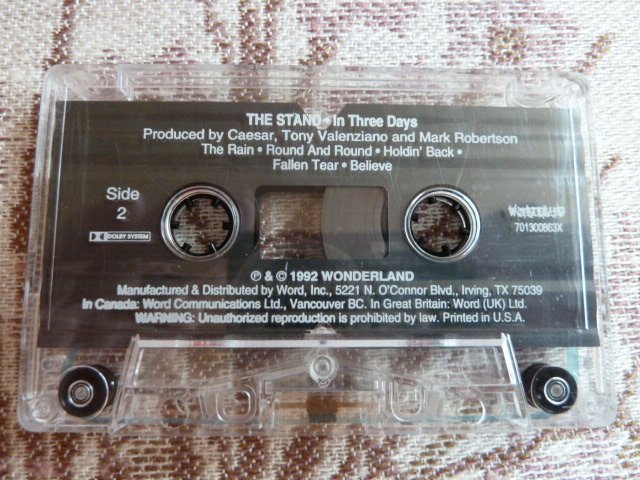 THE STAND • In Three Days
Produced by Caesar, Tony Valenziano and Mark Robertson
The Rain • Round And Round • Holdin' Back •
Fallen Tear • Believe
Side
2
DOLBY SYSTEM
WONDERLAND
701300863X
℗ & © 1992 WONDERLAND
Manufactured & Distributed by Word, Inc., 5221 N. O'Connor Blvd., Irving, TX 75039
In Canada: Word Communications Ltd., Vancouver BC. In Great Britain: Word (UK) Ltd.
WARNING: Unauthorized reproduction is prohibited by law. Printed in U.S.A.